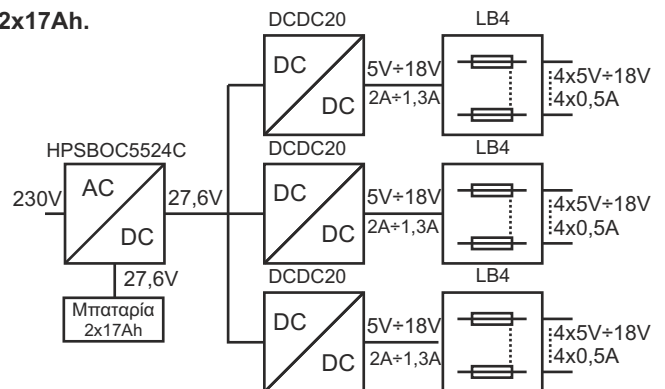 2x17Ah.
DCDC20
LB4
DC
DC
5V÷18V
2A÷1,3A
4x5V÷18V
4x0,5A
HPSBOC5524C
230V
AC
DC
27,6V
27,6V
Μπαταρία
2x17Ah
DCDC20
LB4
DC
DC
5V÷18V
2A÷1,3A
4x5V÷18V
4x0,5A
DCDC20
LB4
DC
DC
5V÷18V
2A÷1,3A
4x5V÷18V
4x0,5A